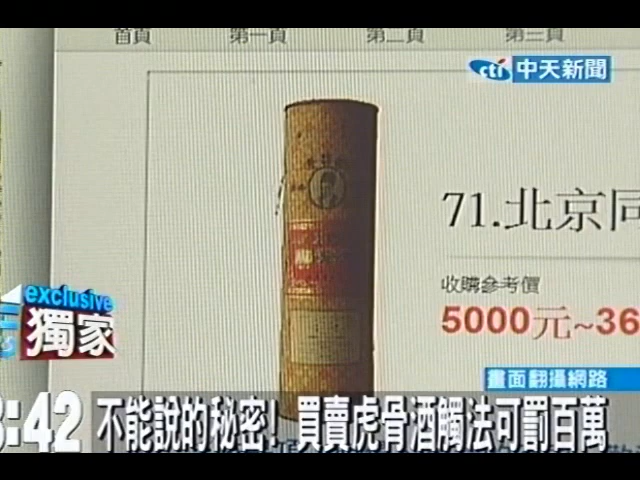 首頁 第一頁 第二頁 第三頁
cti 中天新聞
71.北京同
收購參考價
5000元~36
exclusive
獨家
畫面翻攝網路
:42
不能說的秘密! 買賣虎骨酒觸法可罰百萬